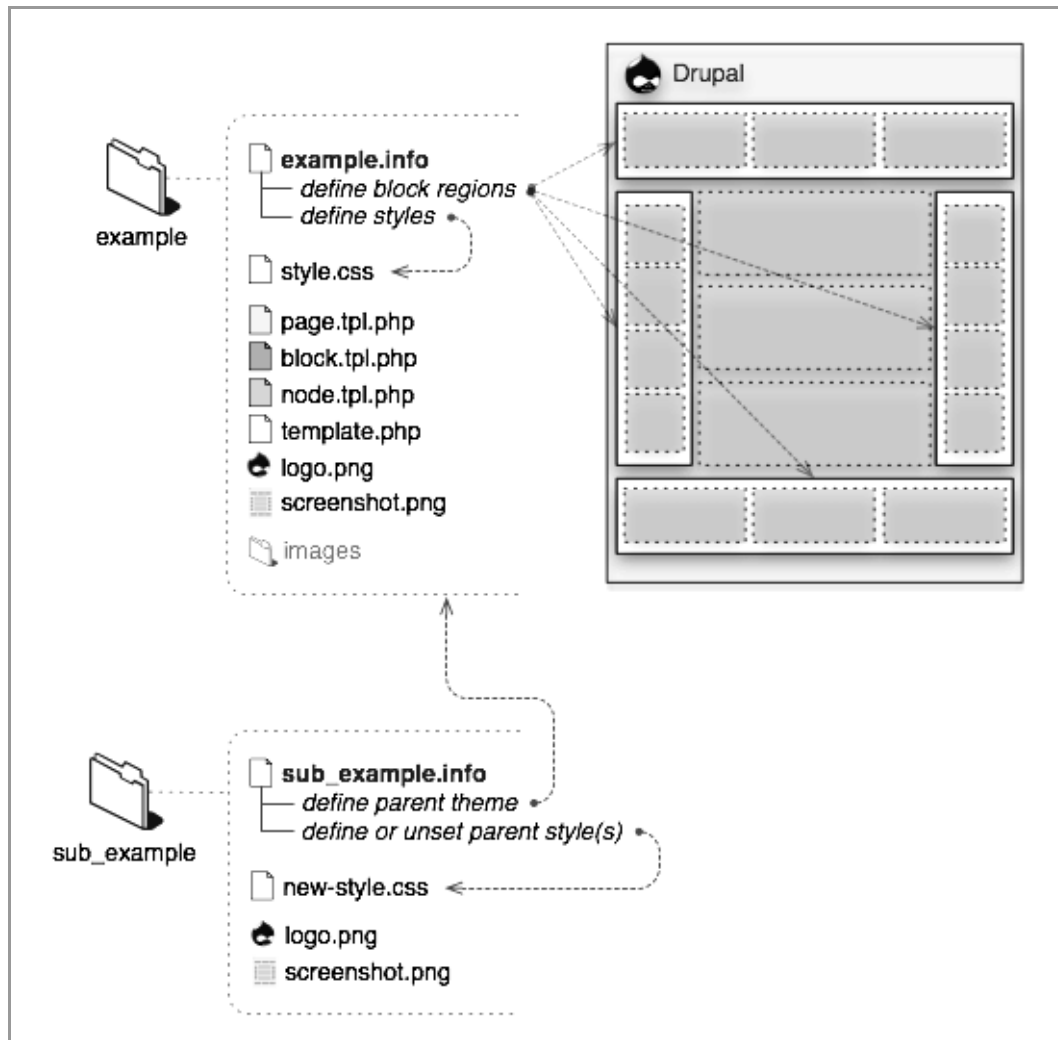 Drupal
example.info
define block regions
define styles
example
style.css
page.tpl.php
block.tpl.php
node.tpl.php
template.php
logo.png
screenshot.png
images
sub_example.info
define parent theme
define or unset parent style(s)
sub_example
new-style.css
logo.png
screenshot.png